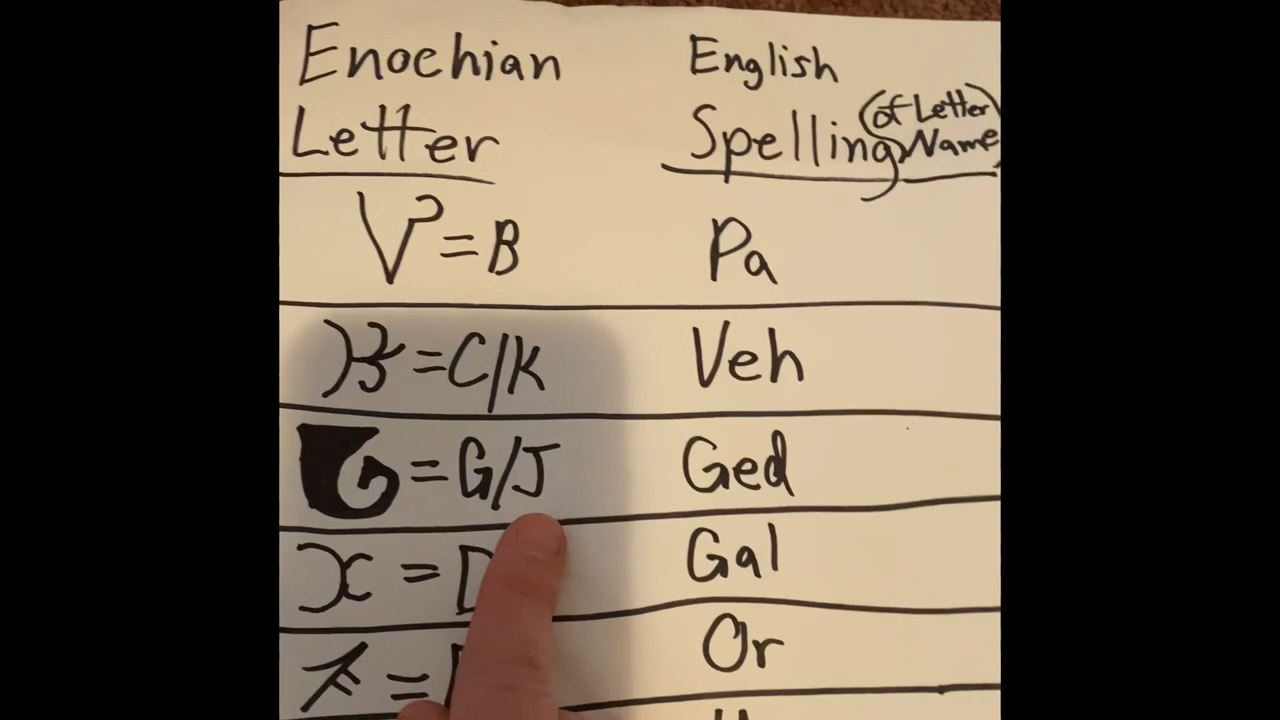 Enochian Letter
English Spelling (of Letter Name)
= B Pa
= C/K Veh
= G/J Ged
= D Gal
= Or